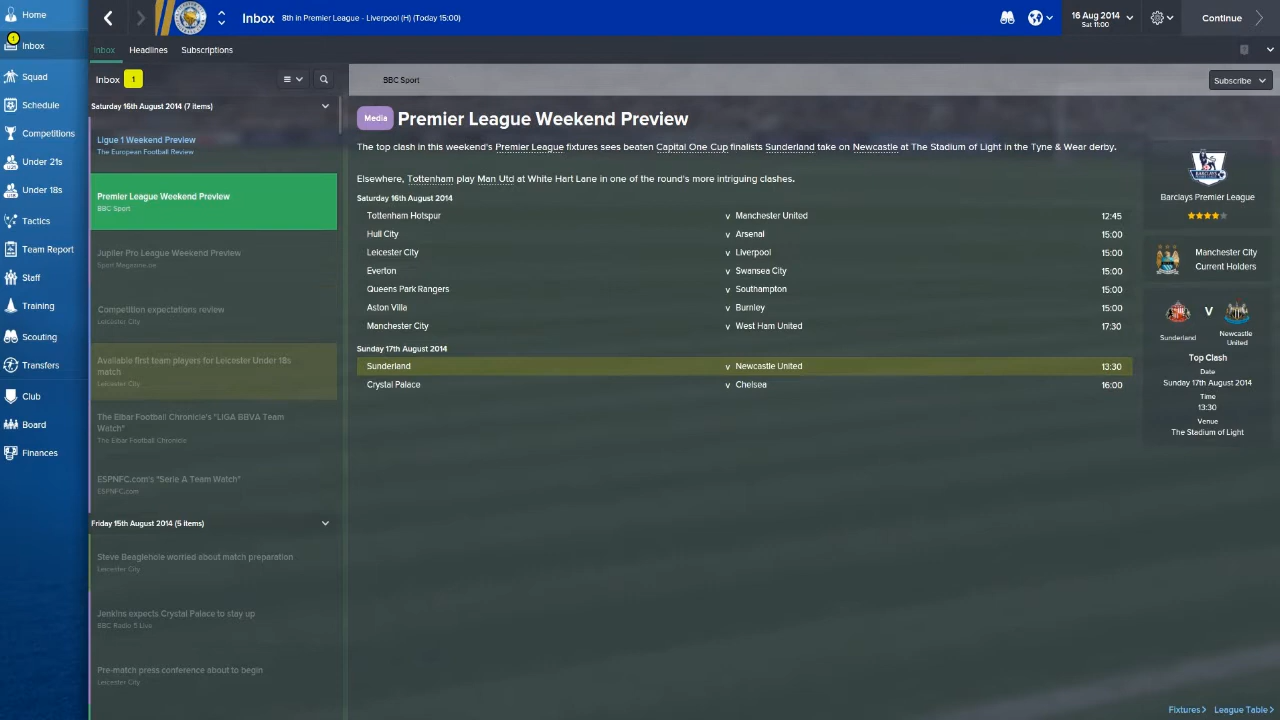 Home
Inbox
Squad
Schedule
Competitions
Under 21s
Under 18s
Tactics
Team Report
Staff
Training
Scouting
Transfers
Club
Board
Finances
Inbox 8th in Premier League - Liverpool (H) (Today 15:00)
16 Aug 2014
Sat 11:00
Continue
Inbox Headlines Subscriptions
Inbox 1
Saturday 16th August 2014 (7 items)
Ligue 1 Weekend Preview
The European Football Review
Premier League Weekend Preview
BBC Sport
Jupiler Pro League Weekend Preview
Sport Magazine.be
Competition expectations review
Leicester City
Available first team players for Leicester Under 18s
match
Leicester City
The Eibar Football Chronicle's "LIGA BBVA Team
Watch"
The Eibar Football Chronicle
ESPNFC.com's "Serie A Team Watch"
ESPNFC.com
Friday 15th August 2014 (5 items)
Steve Beaglehole worried about match preparation
Leicester City
Jenkins expects Crystal Palace to stay up
BBC Radio 5 Live
Pre-match press conference about to begin
Leicester City
BBC Sport
Subscribe
Media Premier League Weekend Preview
The top clash in this weekend's Premier League fixtures sees beaten Capital One Cup finalists Sunderland take on Newcastle at The Stadium of Light in the Tyne & Wear derby.
Elsewhere, Tottenham play Man Utd at White Hart Lane in one of the round's more intriguing clashes.
Saturday 16th August 2014
Tottenham Hotspur v Manchester United 12:45
Hull City v Arsenal 15:00
Leicester City v Liverpool 15:00
Everton v Swansea City 15:00
Queens Park Rangers v Southampton 15:00
Aston Villa v Burnley 15:00
Manchester City v West Ham United 17:30
Sunday 17th August 2014
Sunderland v Newcastle United 13:30
Crystal Palace v Chelsea 16:00
Barclays Premier League
Manchester City
Current Holders
V
Sunderland
Newcastle
United
Top Clash
Date
Sunday 17th August 2014
Time
13:30
Venue
The Stadium of Light
Fixtures League Table